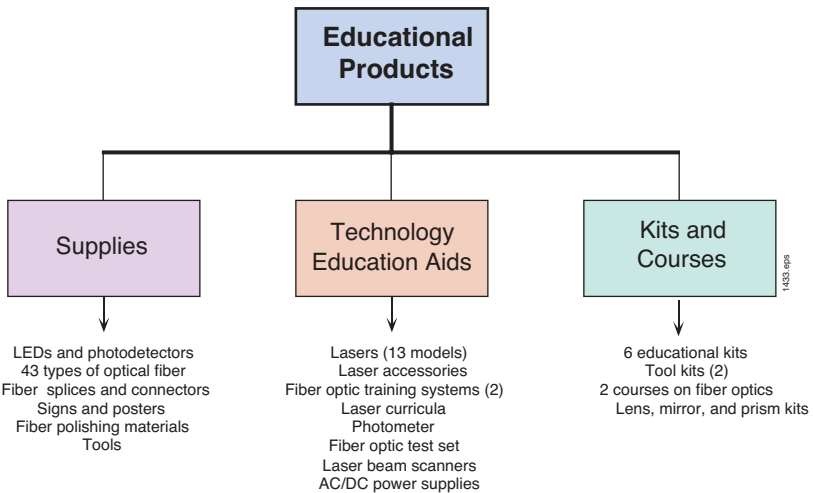 Educational
Products
Supplies
Technology
Education Aids
Kits and
Courses
1433.eps
LEDs and photodetectors
43 types of optical fiber
Fiber splices and connectors
Signs and posters
Fiber polishing materials
Tools
Lasers (13 models)
Laser accessories
Fiber optic training systems (2)
Laser curricula
Photometer
Fiber optic test set
Laser beam scanners
AC/DC power supplies
6 educational kits
Tool kits (2)
2 courses on fiber optics
Lens, mirror, and prism kits